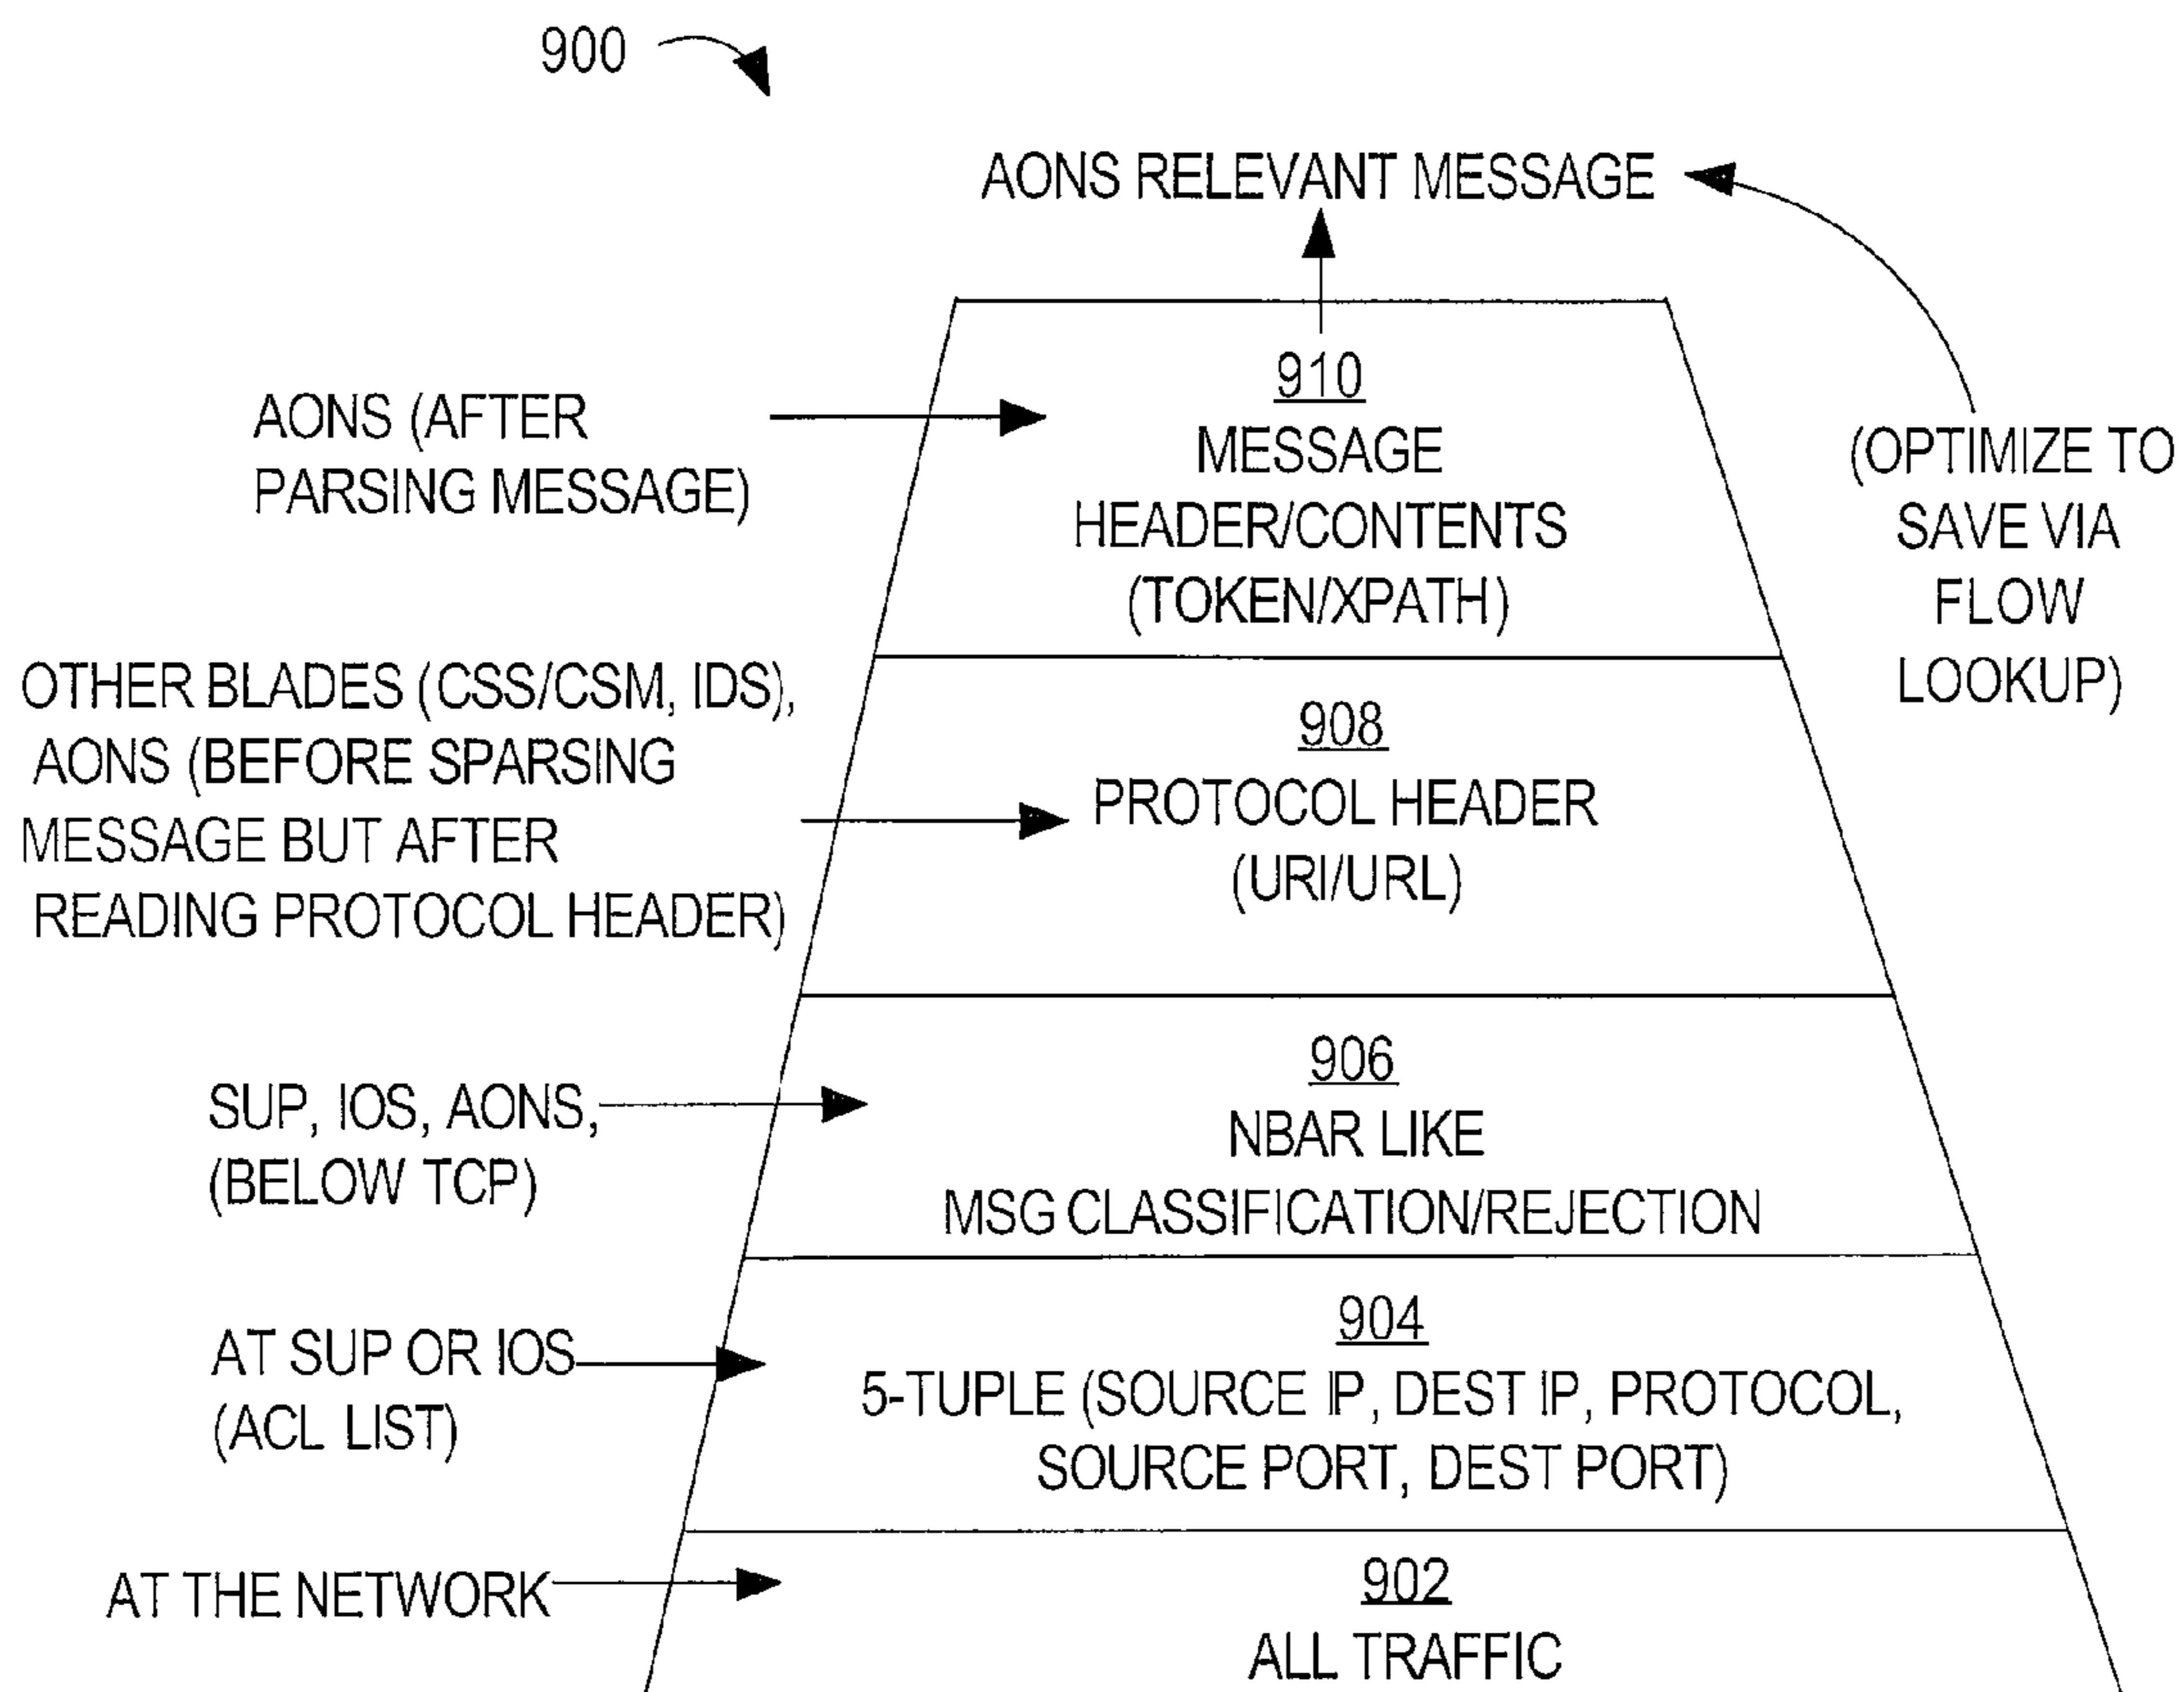 900
AONS RELEVANT MESSAGE
AONS (AFTER
PARSING MESSAGE)
910
MESSAGE
HEADER/CONTENTS
(TOKEN/XPATH)
(OPTIMIZE TO
SAVE VIA
FLOW
LOOKUP)
OTHER BLADES (CSS/CSM, IDS),
AONS (BEFORE SPARSING
MESSAGE BUT AFTER
READING PROTOCOL HEADER)
908
PROTOCOL HEADER
(URI/URL)
SUP, IOS, AONS,
(BELOW TCP)
906
NBAR LIKE
MSG CLASSIFICATION/REJECTION
AT SUP OR IOS
(ACL LIST)
904
5-TUPLE (SOURCE IP, DEST IP, PROTOCOL,
SOURCE PORT, DEST PORT)
AT THE NETWORK
902
ALL TRAFFIC